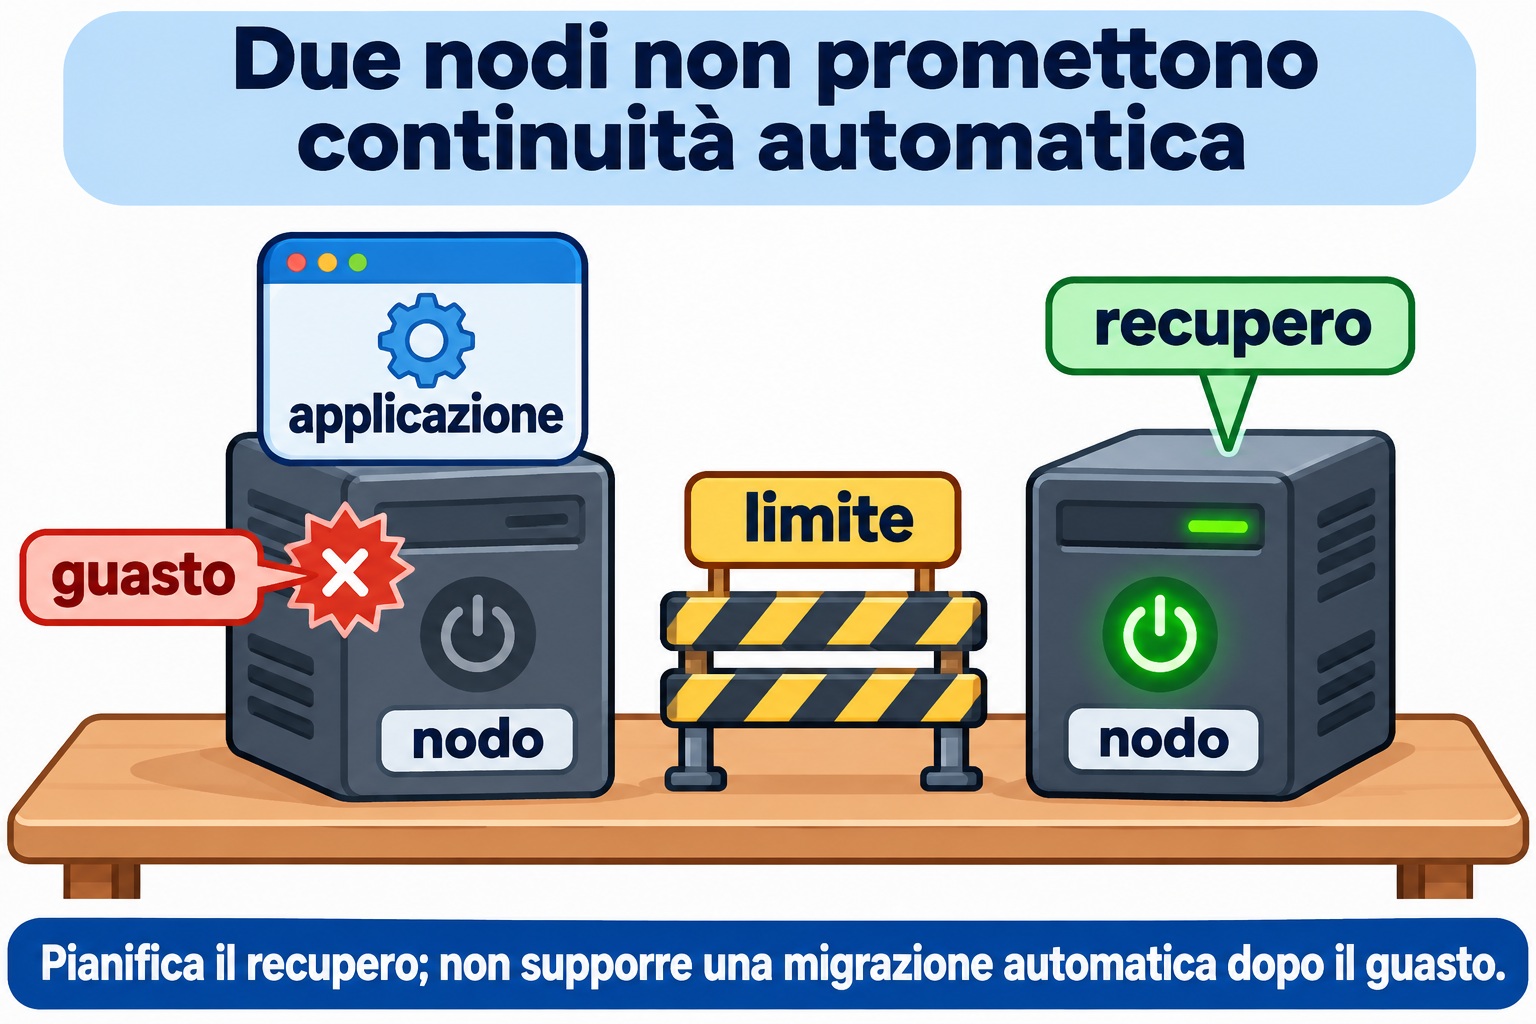 Due nodi non promettono
continuità automatica
applicazione
recupero
limite
guasto
nodo
nodo
Pianifica il recupero; non supporre una migrazione automatica dopo il guasto.